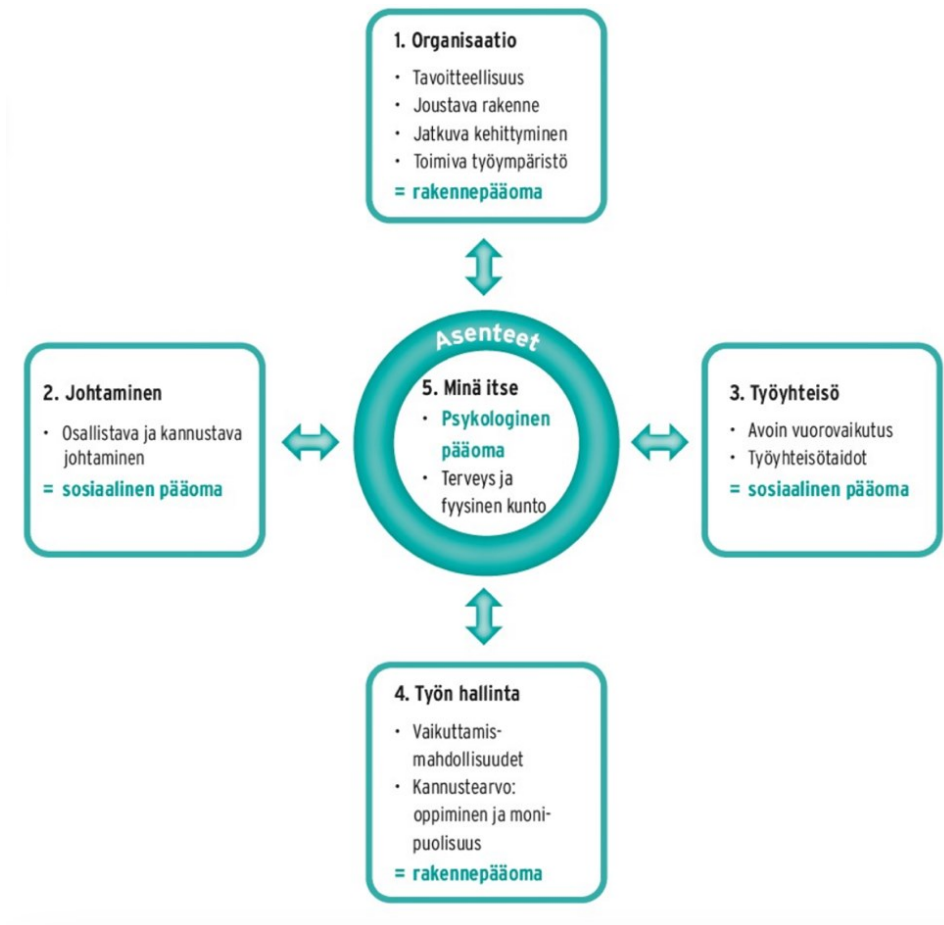 1. Organisaatio
• Tavoitteellisuus
• Joustava rakenne
• Jatkuva kehittyminen
• Toimiva työympäristö
= rakennepääoma
Asenteet
2. Johtaminen
• Osallistava ja kannustava
johtaminen
= sosiaalinen pääoma
5. Minä itse
• Psykologinen
pääoma
• Terveys ja
fyysinen kunto
3. Työyhteisö
• Avoin vuorovaikutus
• Työyhteisötaidot
= sosiaalinen pääoma
4. Työn hallinta
• Vaikuttamis-
mahdollisuudet
• Kannustearvo:
oppiminen ja moni-
puolisuus
= rakennepääoma